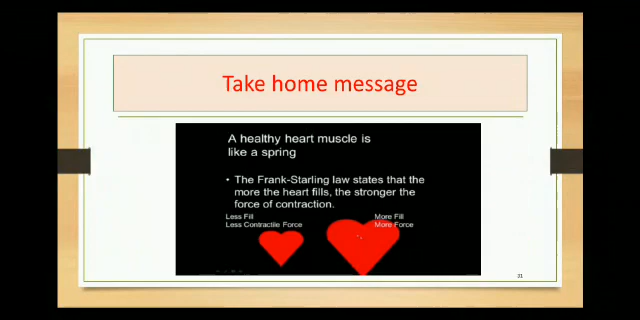 Take home message
A healthy heart muscle is
like a spring
• The Frank-Starling law states that the
more the heart fills, the stronger the
force of contraction.
Less Fill
Less Contractile Force
More Fill
More Force
31